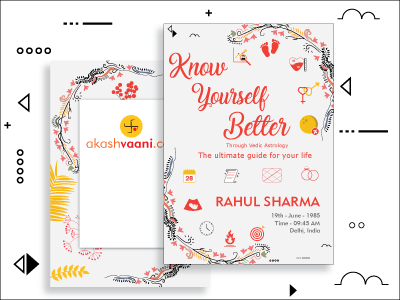 Know
Yourself
Better
Through Vedic Astrology
The ultimate guide for your life
akashvaani.c
20
RAHUL SHARMA
19th - June - 1985
Time - 09:45 AM
Delhi, India